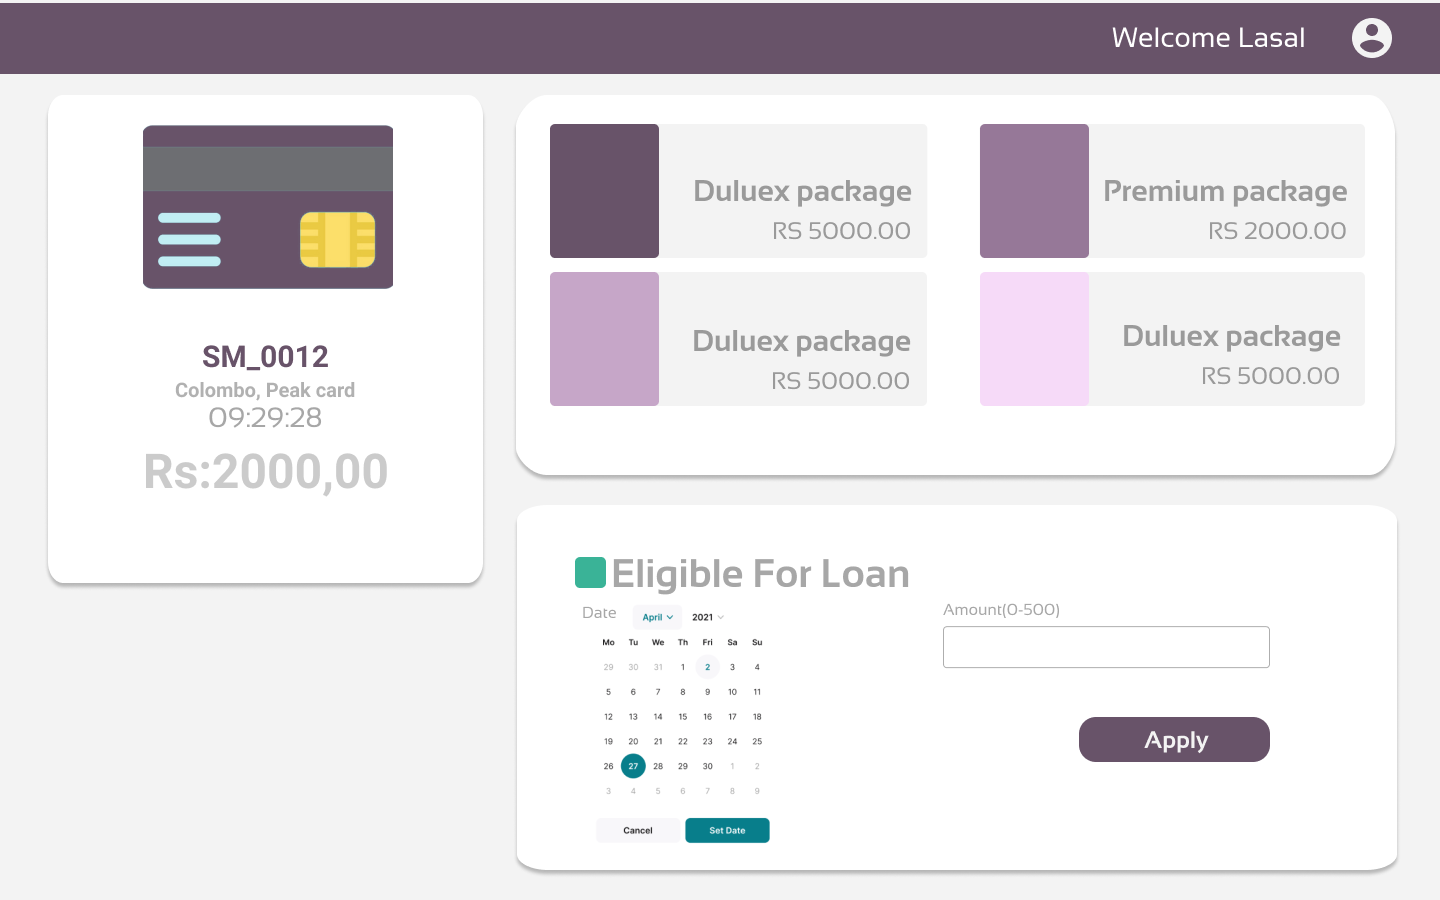 Welcome Lasal
SM_0012
Colombo, Peak card
09:29:28
Rs:2000,00
Duluex package
RS 5000.00
Premium package
RS 2000.00
Duluex package
RS 5000.00
Duluex package
RS 5000.00
Eligible For Loan
Date
April 2021
Mo Tu We Th Fri Sa Su
29 30 31 1 2 3 4
5 6 7 8 9 10 11
12 13 14 15 16 17 18
19 20 21 22 23 24 25
26 27 28 29 30 1 2
3 4 5 6 7 8 9
Cancel Set Date
Amount(0-500)
Apply